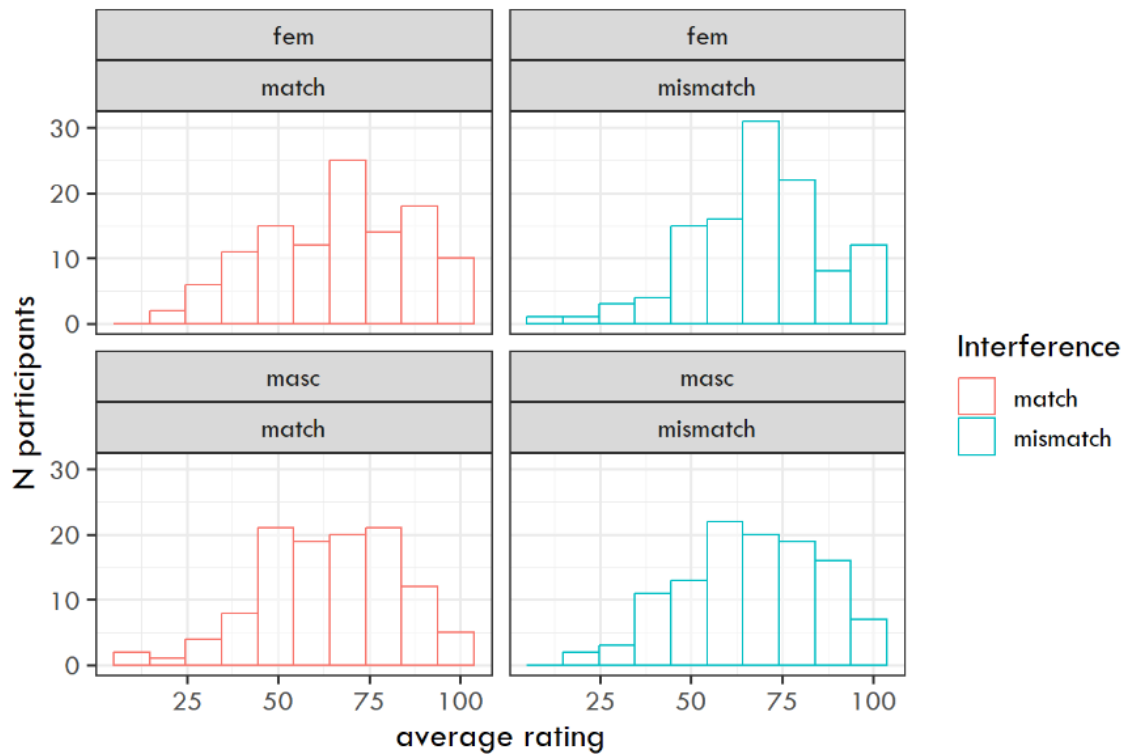 fem
fem
match
mismatch
30
20
10
0
masc
masc
match
mismatch
30
20
10
0
25
50
75
100
25
50
75
100
average rating
N participants
Interference
match
mismatch